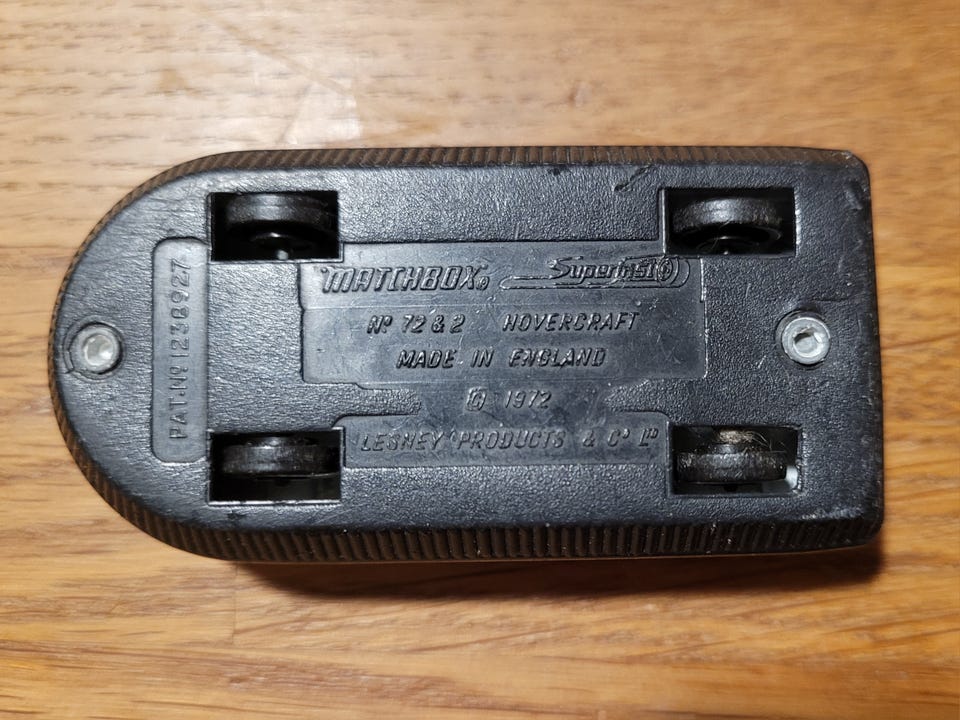 MATCHBOX® Superfast
Nº 72 & 2 HOVERCRAFT
MADE IN ENGLAND
© 1972
LESNEY PRODUCTS & Cº Lᵀᴰ
PAT.Nº 1238927